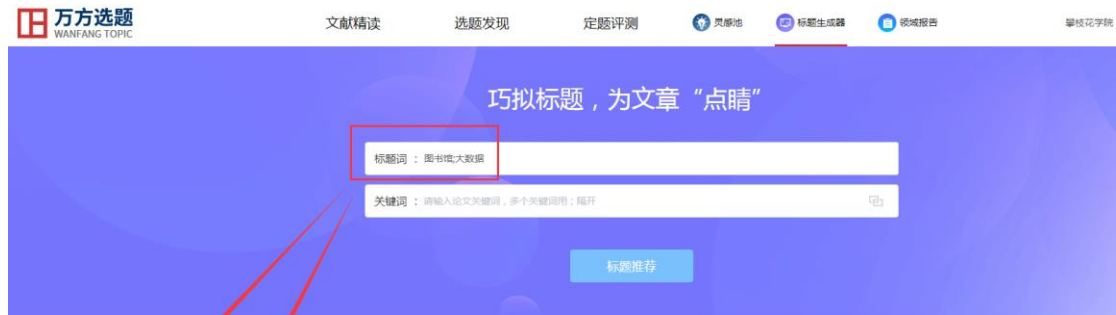 万方选题
WANFANG TOPIC
文献精读
选题发现
定题评测
灵感池
标题生成器
领域报告
攀枝花学院
巧拟标题，为文章“点睛”
标题词 ： 图书馆;大数据
关键词 ： 请输入论文关键词，多个关键词用；隔开
标题推荐